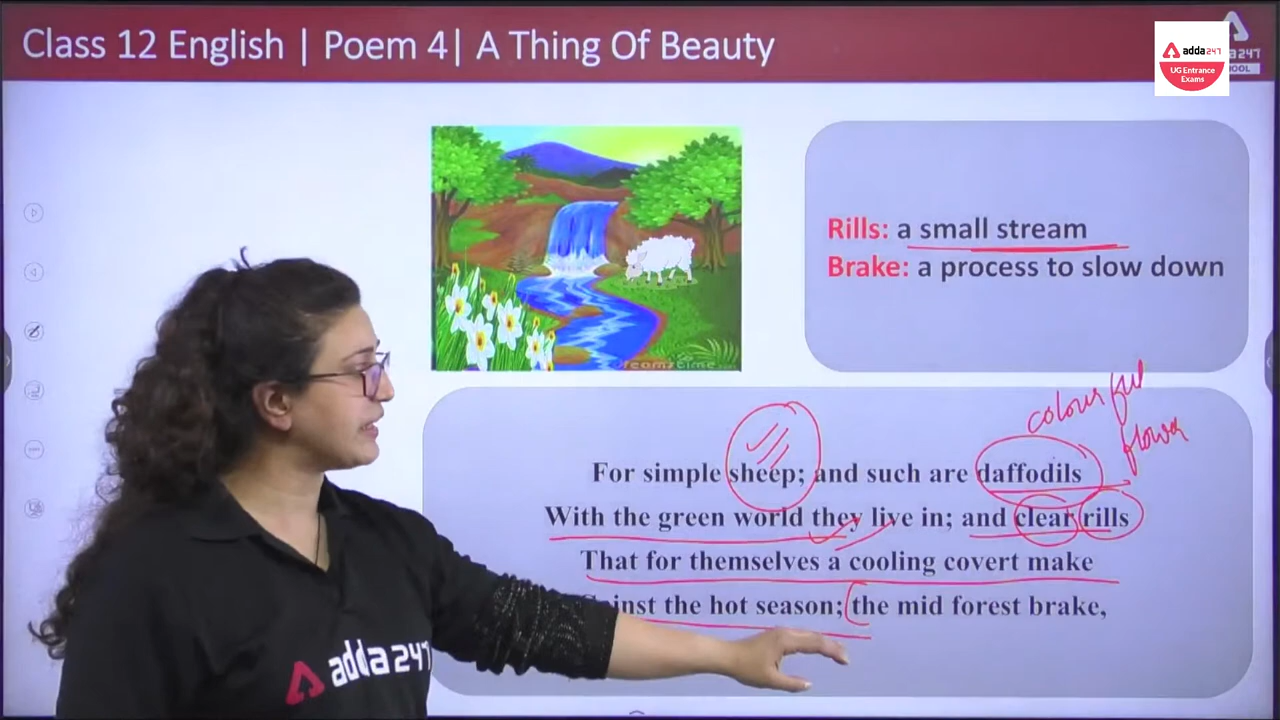 Class 12 English | Poem 4| A Thing Of Beauty
adda247
UG Entrance
Exams
Rills: a small stream
Brake: a process to slow down
dreamstime
colourful
flower
For simple sheep; and such are daffodils
With the green world they live in; and clear rills
That for themselves a cooling covert make
inst the hot season; the mid forest brake,
adda247